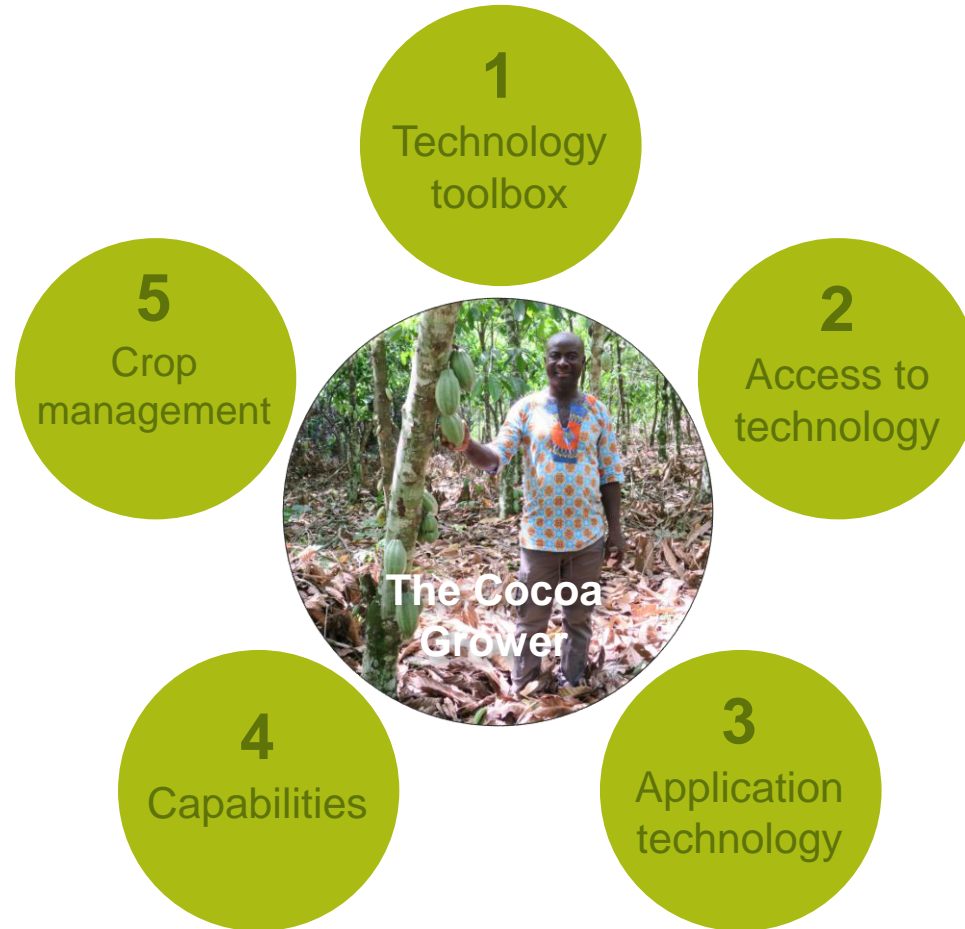 1
Technology
toolbox
2
Access to
technology
3
Application
technology
4
Capabilities
5
Crop
management
The Cocoa
Grower